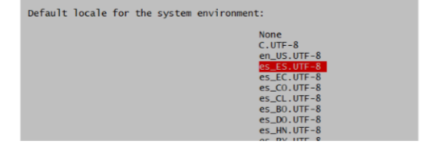 Default locale for the system environment:
None
C.UTF-8
en_US.UTF-8
es_ES.UTF-8
es_EC.UTF-8
es_CO.UTF-8
es_CL.UTF-8
es_BO.UTF-8
es_DO.UTF-8
es_HN.UTF-8